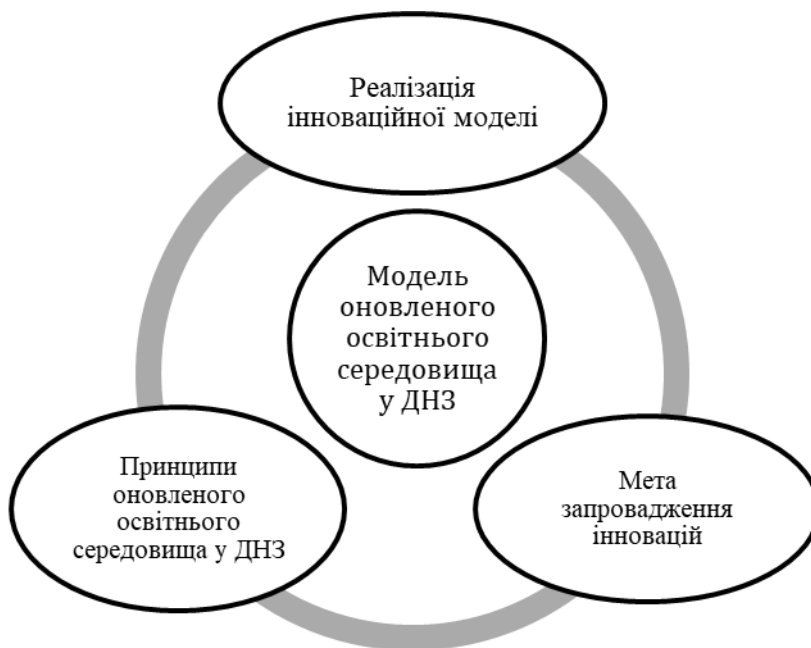 Реалізація
інноваційної моделі
Модель
оновленого
освітнього
середовища
у ДНЗ
Принципи
оновленого
освітнього
середовища у ДНЗ
Мета
запровадження
інновацій